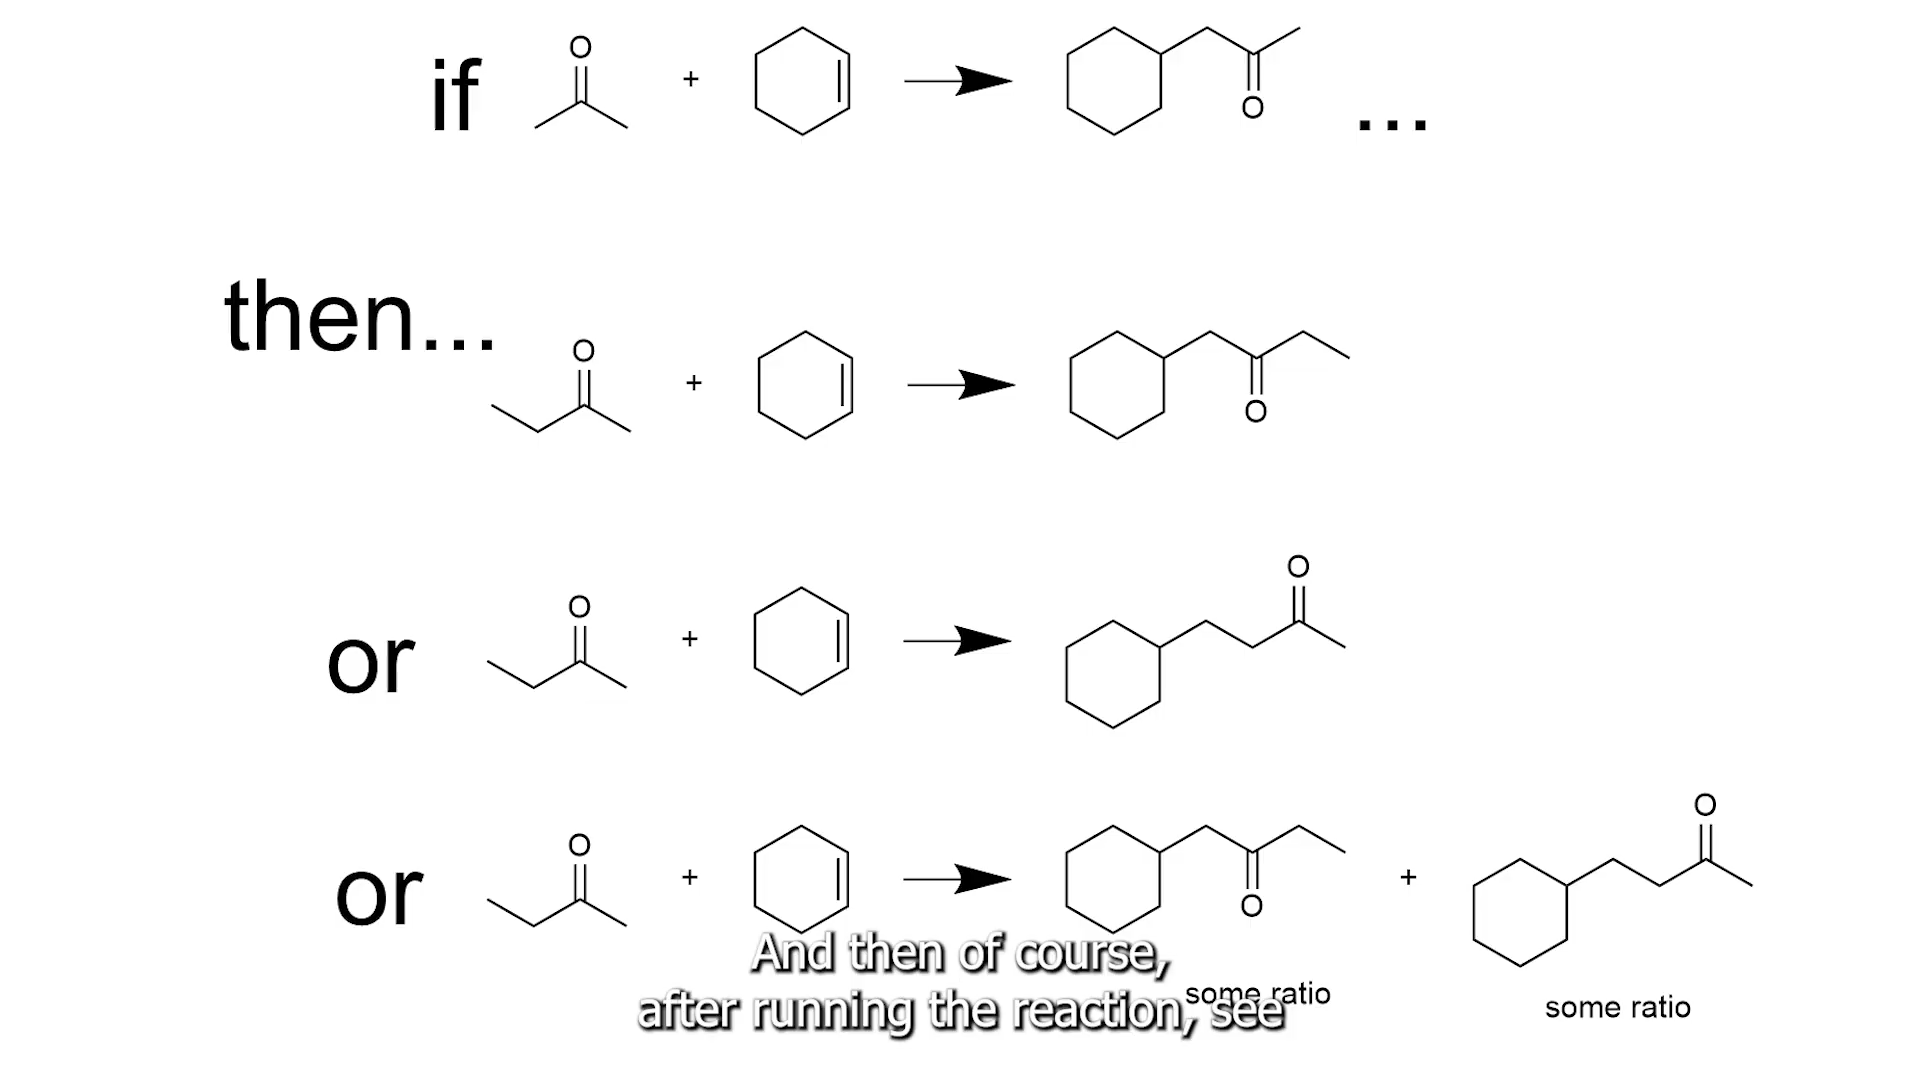 if O + O ...
then... O + O
or O + O
or O + O + O
some ratio some ratio
And then of course,
after running the reaction, see